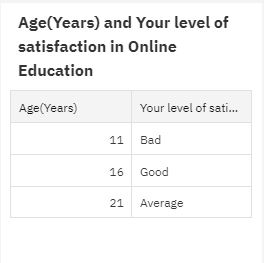 Age(Years) and Your level of
satisfaction in Online
Education
Age(Years) Your level of sati...
11 Bad
16 Good
21 Average